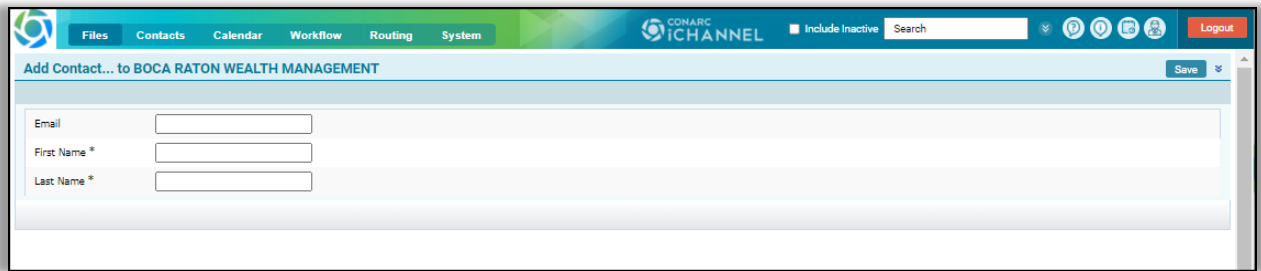 Files Contacts Calendar Workflow Routing System CONARC iCHANNEL Include Inactive Search Logout
Add Contact... to BOCA RATON WEALTH MANAGEMENT Save
Email
First Name *
Last Name *